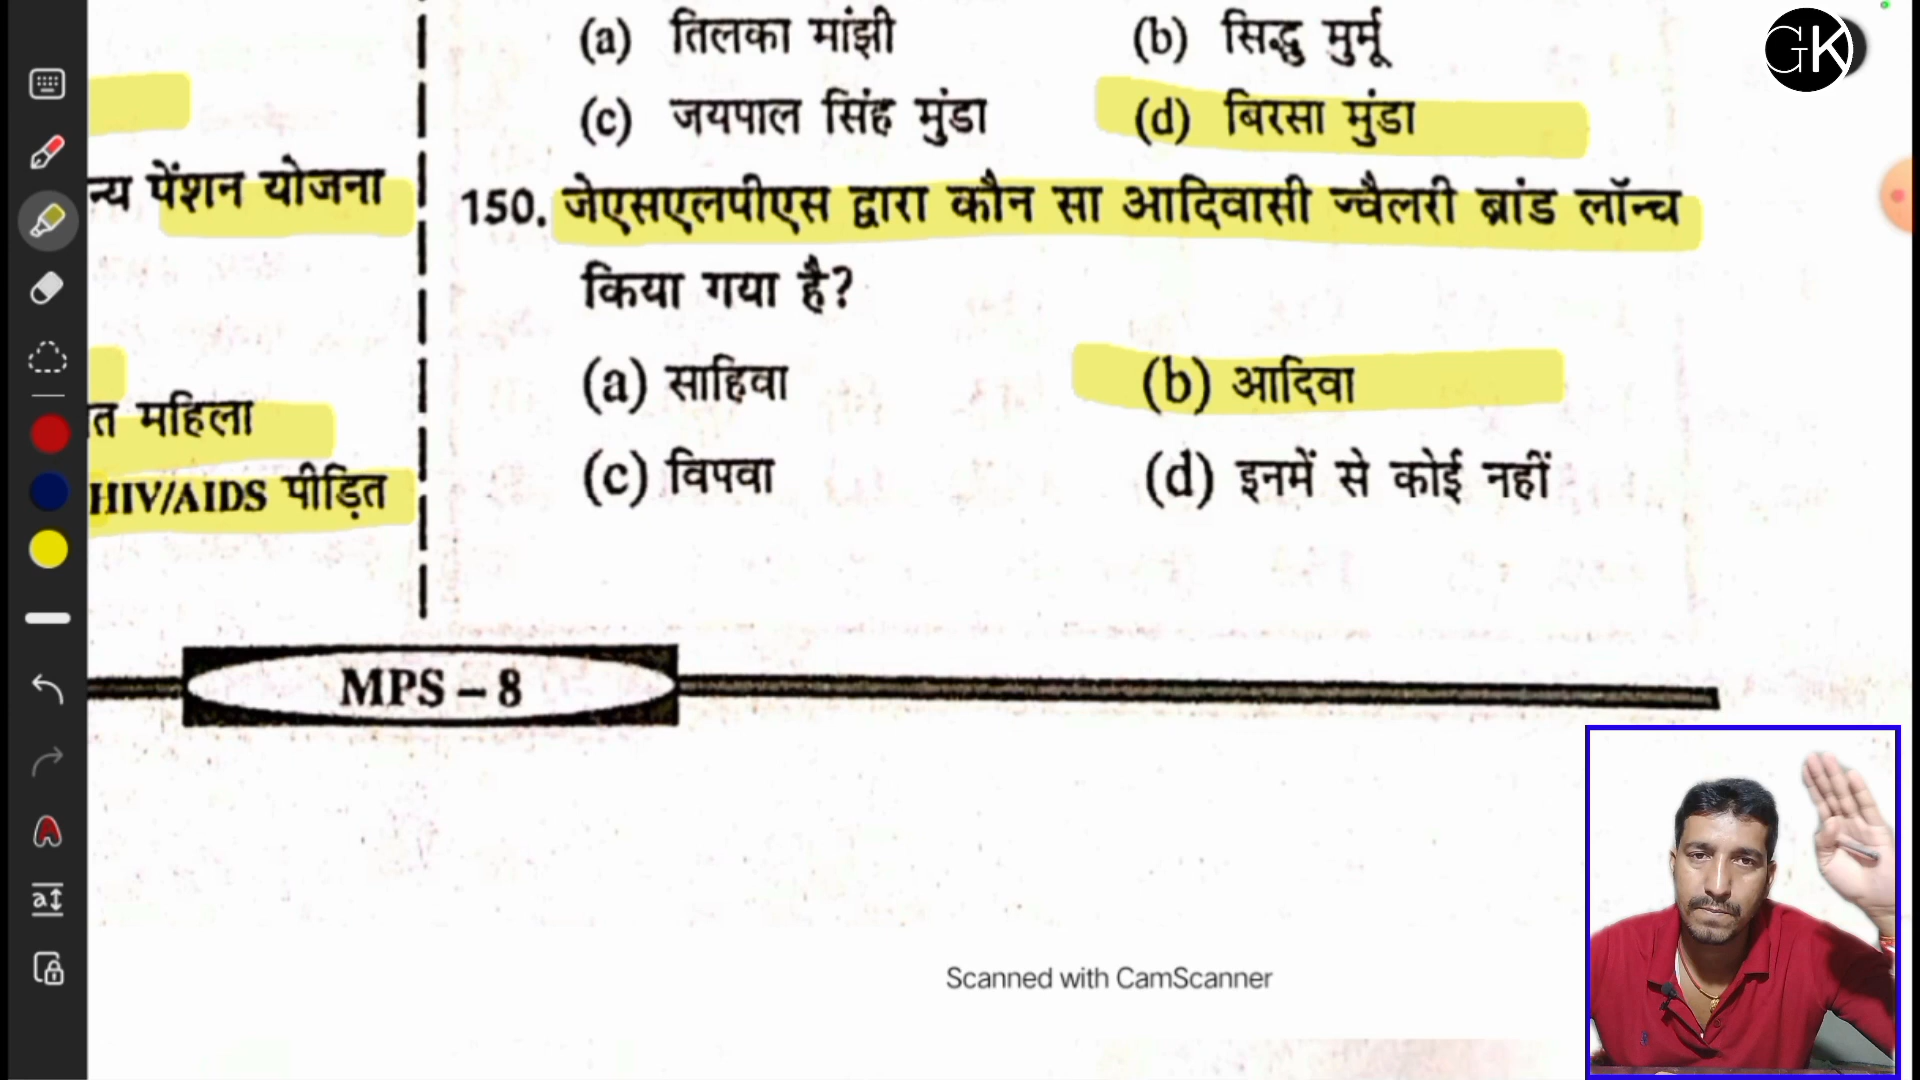 (a) तिलका मांझी (b) सिद्धु मुर्मू
(c) जयपाल सिंह मुंडा (d) बिरसा मुंडा
न्य पेंशन योजना
त महिला
HIV/AIDS पीड़ित
150. जेएसएलपीएस द्वारा कौन सा आदिवासी ज्वैलरी ब्रांड लॉन्च
किया गया है?
(a) साहिवा (b) आदिवा
(c) विपवा (d) इनमें से कोई नहीं
MPS – 8
Scanned with CamScanner
GK